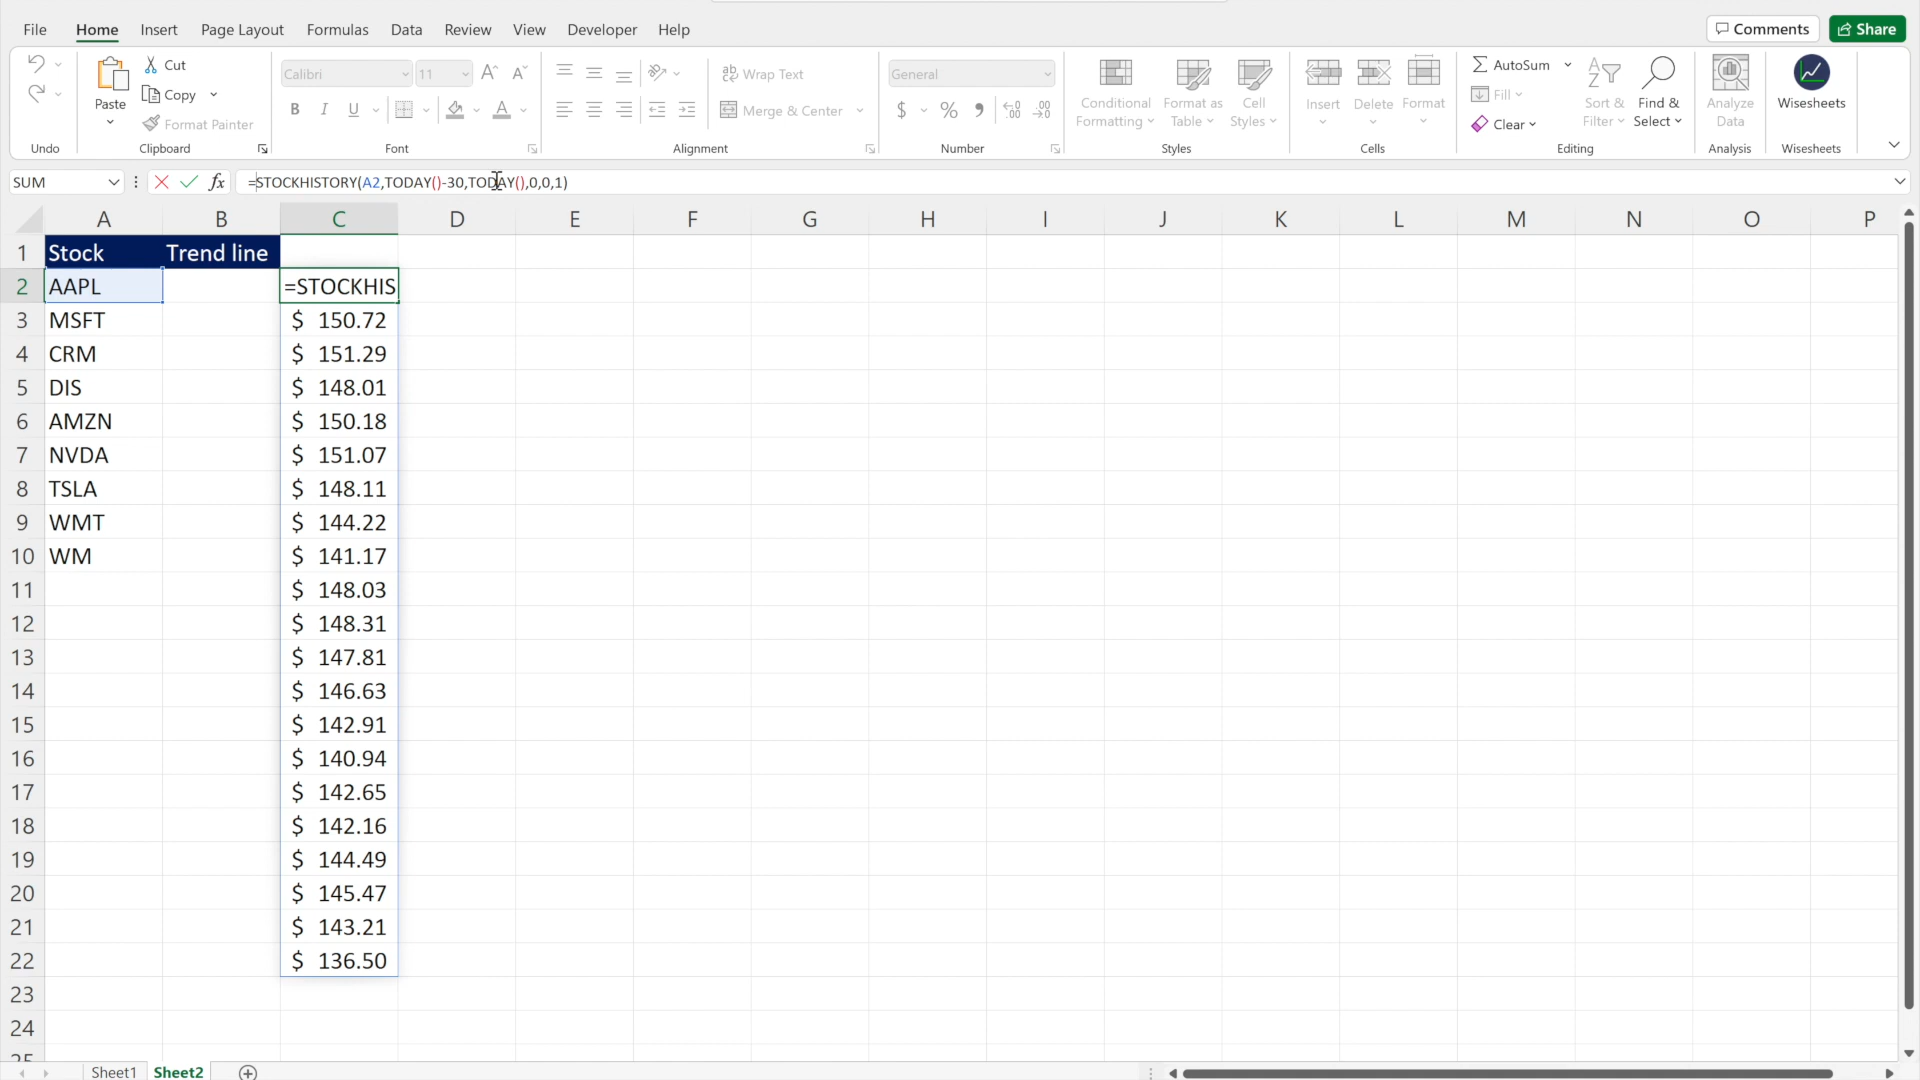 File Home Insert Page Layout Formulas Data Review View Developer Help Comments Share
Undo
Paste
Cut
Copy
Format Painter
Clipboard
Calibri 11
B I U
Font
Wrap Text
Merge & Center
Alignment
General
$ %
Number
Conditional Formatting
Format as Table
Cell Styles
Styles
Insert Delete Format
Cells
AutoSum
Fill
Clear
Sort & Filter
Find & Select
Editing
Analyze Data
Analysis
Wisesheets
Wisesheets
SUM fx =STOCKHISTORY(A2,TODAY()-30,TODAY(),0,0,1)
A B C D E F G H I J K L M N O P
1 Stock Trend line
2 AAPL =STOCKHIS
3 MSFT $ 150.72
4 CRM $ 151.29
5 DIS $ 148.01
6 AMZN $ 150.18
7 NVDA $ 151.07
8 TSLA $ 148.11
9 WMT $ 144.22
10 WM $ 141.17
11 $ 148.03
12 $ 148.31
13 $ 147.81
14 $ 146.63
15 $ 142.91
16 $ 140.94
17 $ 142.65
18 $ 142.16
19 $ 144.49
20 $ 145.47
21 $ 143.21
22 $ 136.50
23
24
25
Sheet1 Sheet2